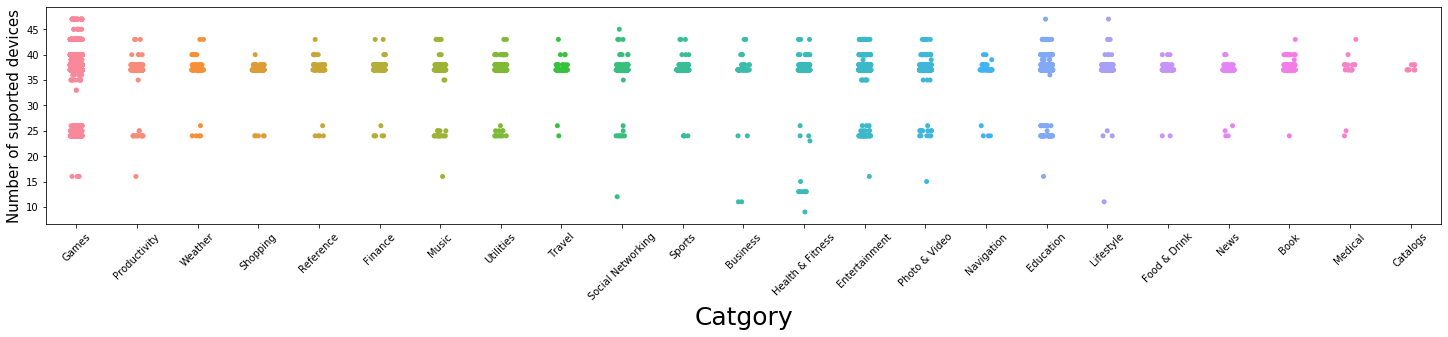 Number of suported devices
45
40
35
30
25
20
15
10
Games
Productivity
Weather
Shopping
Reference
Finance
Music
Utilities
Travel
Social Networking
Sports
Business
Health & Fitness
Entertainment
Photo & Video
Navigation
Education
Lifestyle
Food & Drink
News
Book
Medical
Catalogs
Catgory